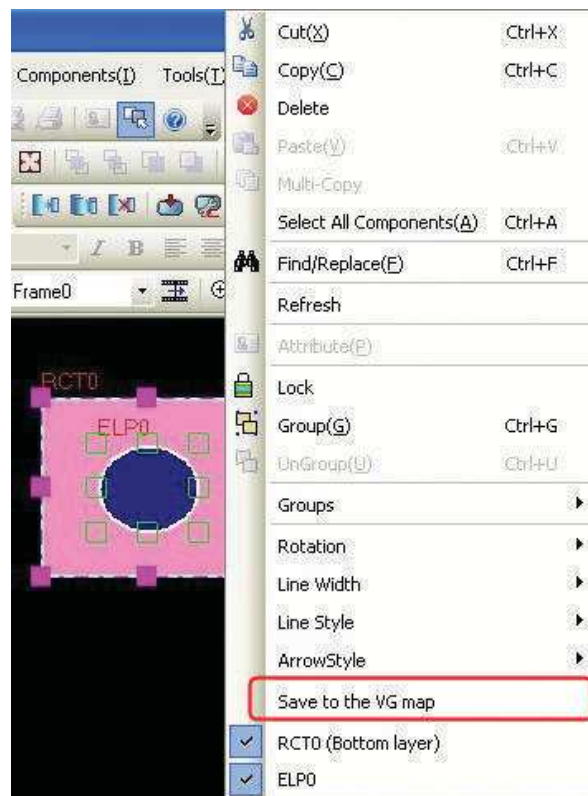 Components(I) Tools(T)
Frame0
RCT0
ELP0
Cut(X) Ctrl+X
Copy(C) Ctrl+C
Delete
Paste(V) Ctrl+V
Multi-Copy
Select All Components(A) Ctrl+A
Find/Replace(F) Ctrl+F
Refresh
Attribute(P)
Lock
Group(G) Ctrl+G
UnGroup(U) Ctrl+U
Groups
Rotation
Line Width
Line Style
ArrowStyle
Save to the VG map
RCT0 (Bottom layer)
ELP0